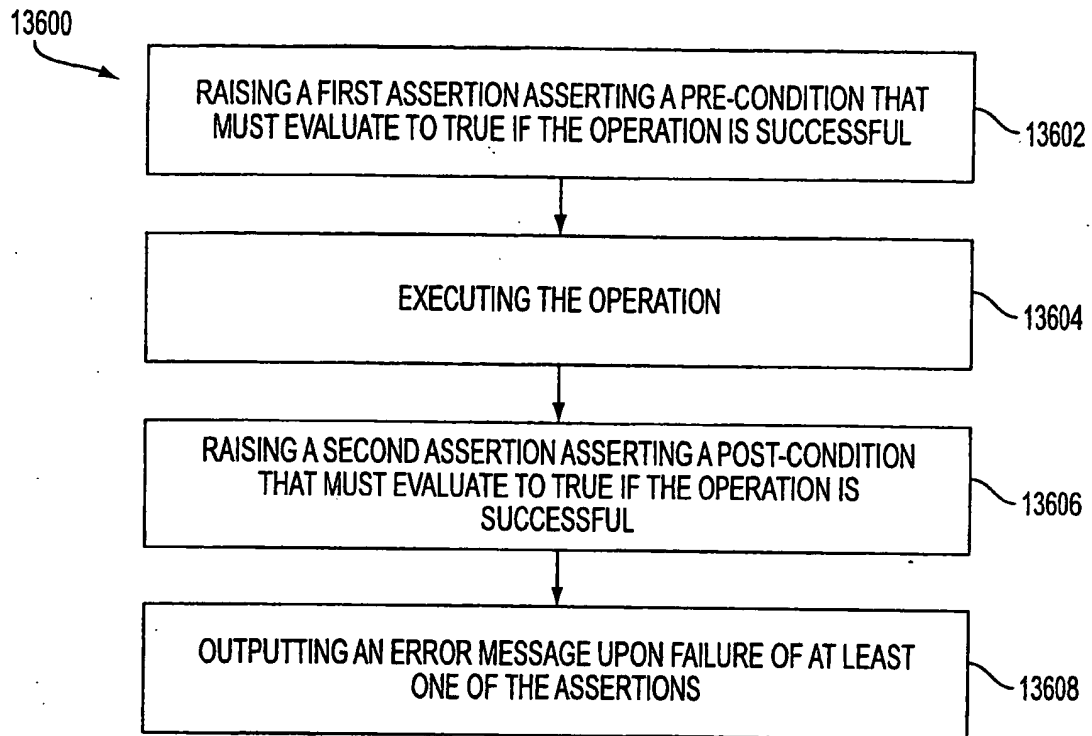 13600
RAISING A FIRST ASSERTION ASSERTING A PRE-CONDITION THAT
MUST EVALUATE TO TRUE IF THE OPERATION IS SUCCESSFUL
13602
EXECUTING THE OPERATION
13604
RAISING A SECOND ASSERTION ASSERTING A POST-CONDITION
THAT MUST EVALUATE TO TRUE IF THE OPERATION IS
SUCCESSFUL
13606
OUTPUTTING AN ERROR MESSAGE UPON FAILURE OF AT LEAST
ONE OF THE ASSERTIONS
13608